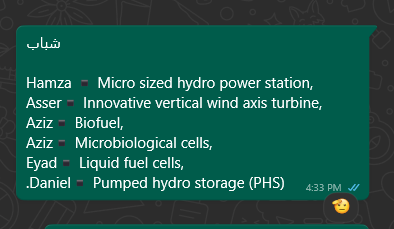 شباب
Hamza ▪ Micro sized hydro power station,
Asser ▪ Innovative vertical wind axis turbine,
Aziz ▪ Biofuel,
Aziz ▪ Microbiological cells,
Eyad ▪ Liquid fuel cells,
.Daniel ▪ Pumped hydro storage (PHS)
4:33 PM